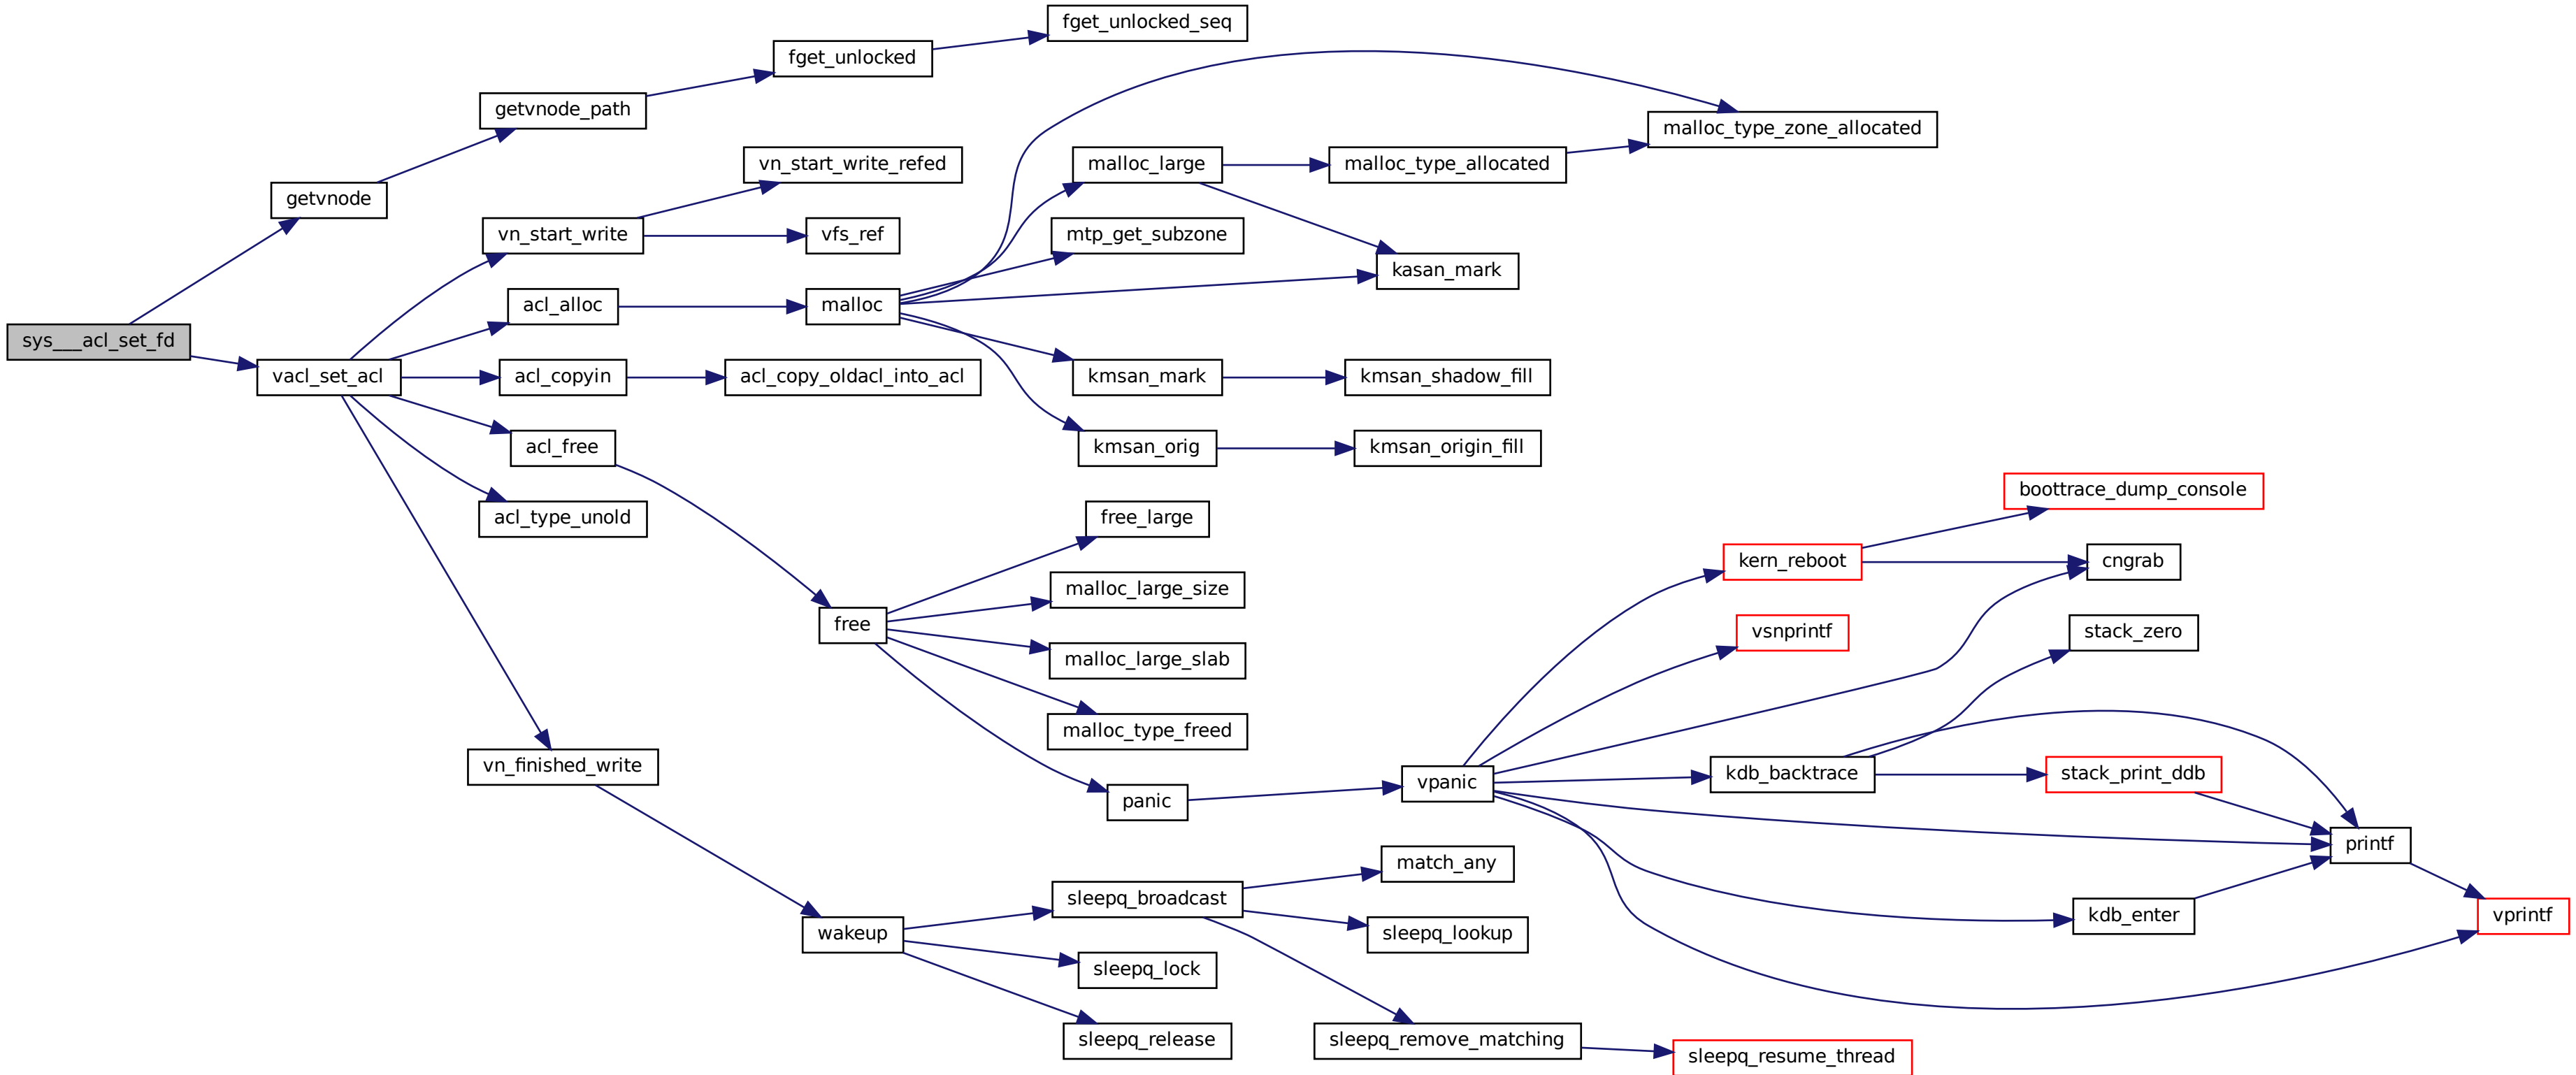 fget_unlocked_seq
fget_unlocked
getvnode_path
malloc_type_zone_allocated
vn_start_write_refed
malloc_large
malloc_type_allocated
getvnode
vn_start_write
vfs_ref
mtp_get_subzone
kasan_mark
acl_alloc
malloc
sys___acl_set_fd
vacl_set_acl
acl_copyin
acl_copy_oldacl_into_acl
kmsan_mark
kmsan_shadow_fill
acl_free
kmsan_orig
kmsan_origin_fill
boottrace_dump_console
acl_type_unold
free_large
kern_reboot
cngrab
malloc_large_size
free
vsnprintf
stack_zero
malloc_large_slab
malloc_type_freed
vn_finished_write
vpanic
kdb_backtrace
stack_print_ddb
panic
printf
match_any
sleepq_broadcast
kdb_enter
vprintf
wakeup
sleepq_lookup
sleepq_lock
sleepq_release
sleepq_remove_matching
sleepq_resume_thread